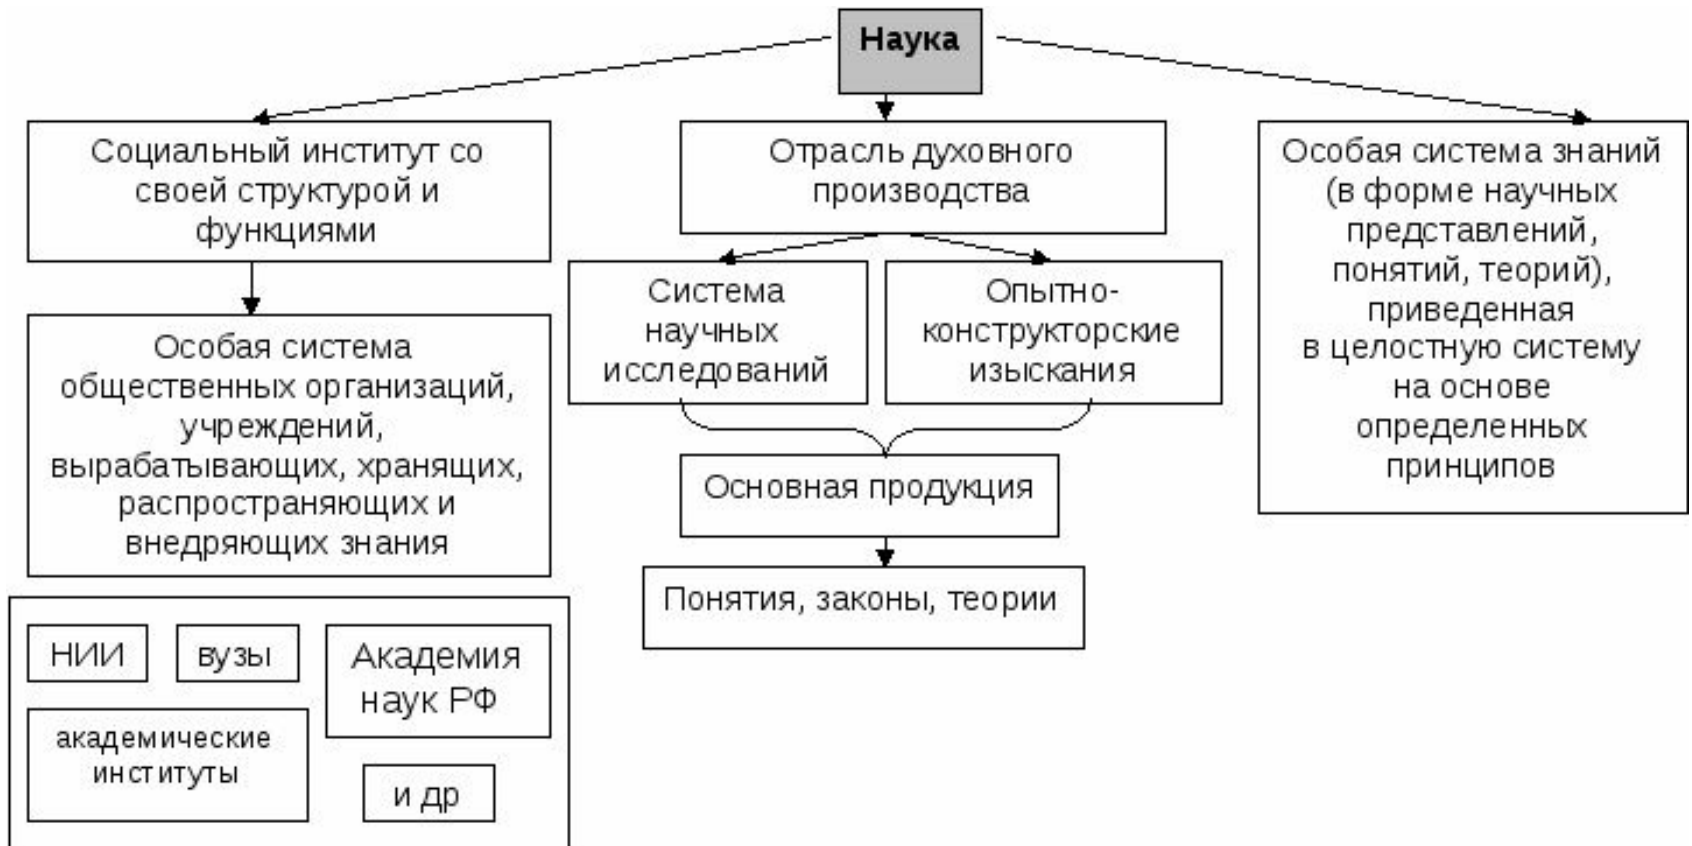 Наука
Социальный институт со
своей структурой и
функциями
Особая система
общественных организаций,
учреждений,
вырабатывающих, хранящих,
распространяющих и
внедряющих знания
НИИ
вузы
Академия
наук РФ
академические
институты
и др
Отрасль духовного
производства
Система
научных
исследований
Опытно-
конструкторские
изыскания
Основная продукция
Понятия, законы, теории
Особая система знаний
(в форме научных
представлений,
понятий, теорий),
приведенная
в целостную систему
на основе
определенных
принципов